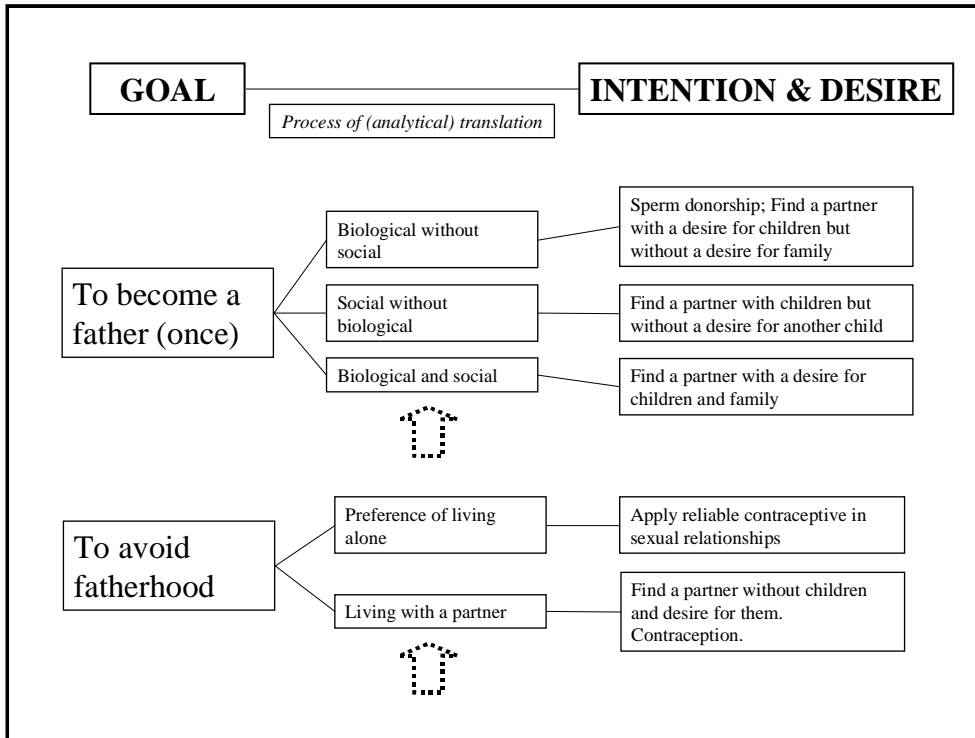 GOAL
INTENTION & DESIRE
Process of (analytical) translation
To become a
father (once)
Biological without
social
Sperm donorship; Find a partner
with a desire for children but
without a desire for family
Social without
biological
Find a partner with children but
without a desire for another child
Biological and social
Find a partner with a desire for
children and family
To avoid
fatherhood
Preference of living
alone
Apply reliable contraceptive in
sexual relationships
Living with a partner
Find a partner without children
and desire for them.
Contraception.